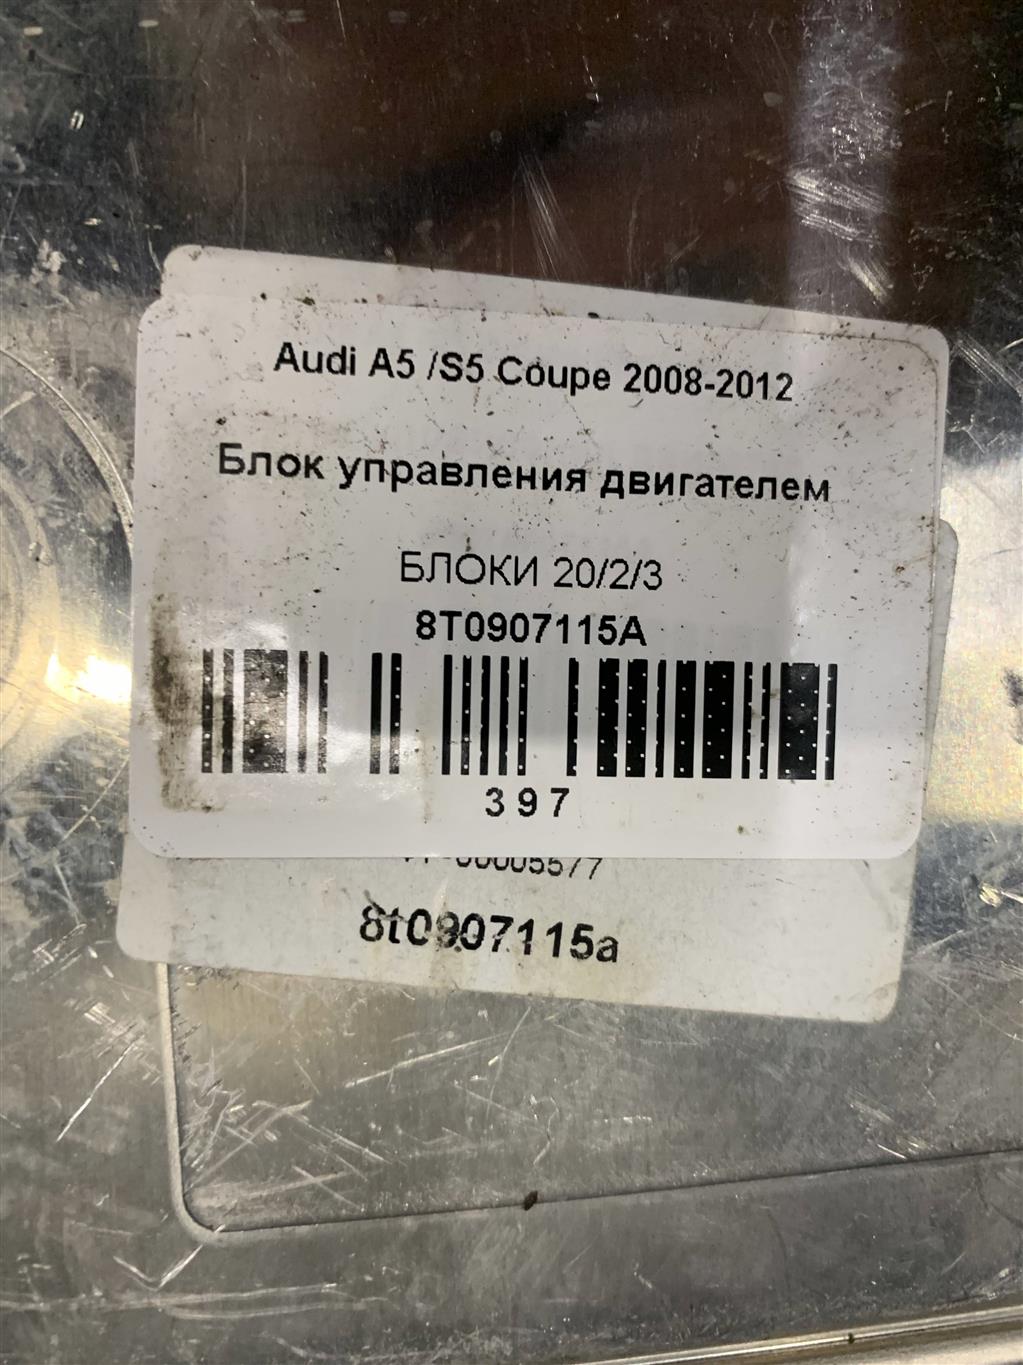 Audi A5 /S5 Coupe 2008-2012
Блок управления двигателем
БЛОКИ 20/2/3
8T0907115A
397
8t0907115a